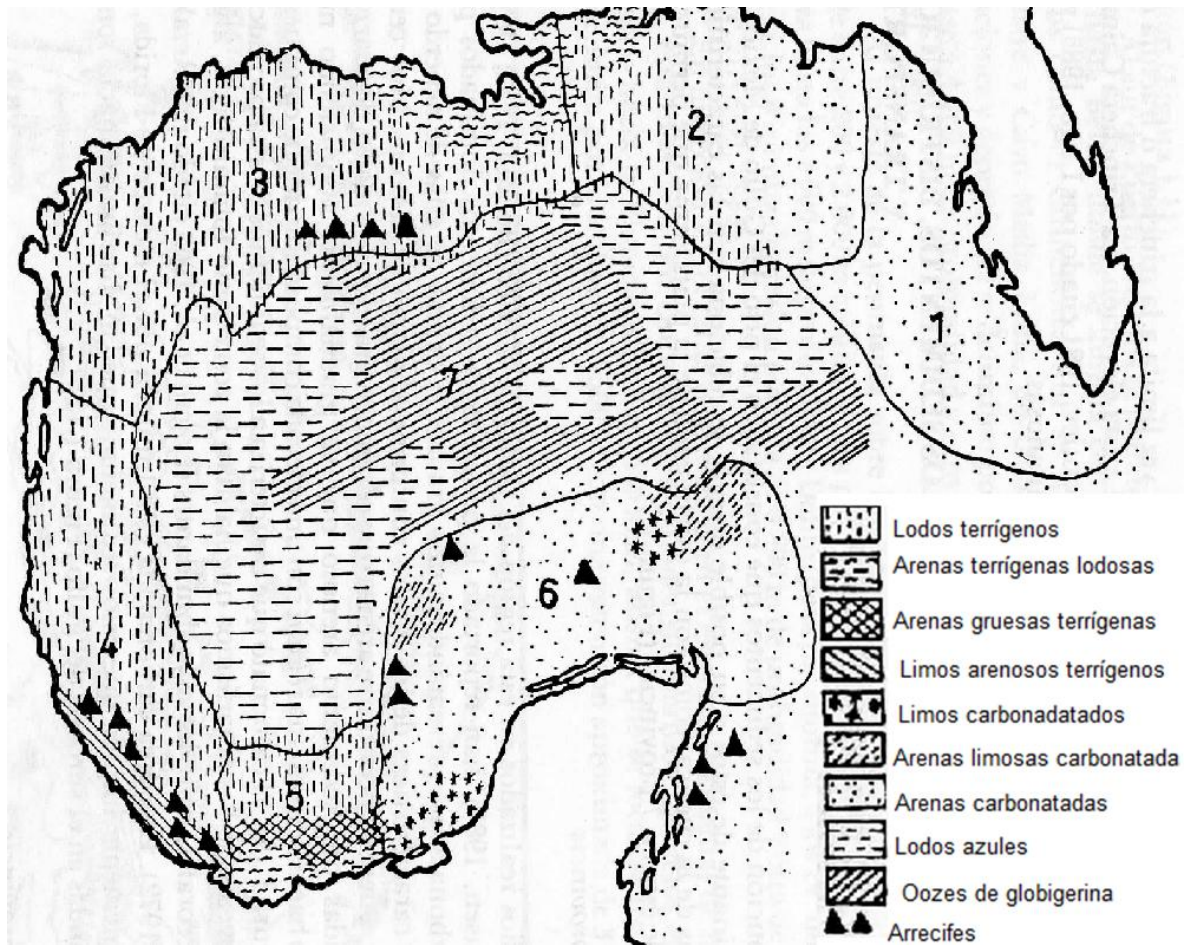 2
3
1
7
6
4
5
Lodos terrígenos
Arenas terrígenas lodosas
Arenas gruesas terrígenas
Limos arenosos terrígenos
Limos carbonadatados
Arenas limosas carbonatada
Arenas carbonatadas
Lodos azules
Oozes de globigerina
Arrecifes